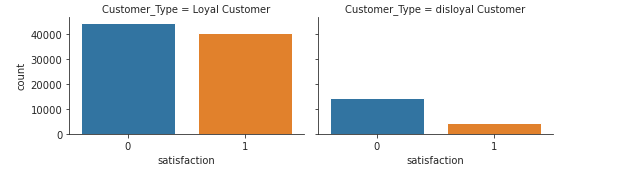 Customer_Type = Loyal Customer
Customer_Type = disloyal Customer
count
40000
30000
20000
10000
0
0
1
satisfaction
0
1
satisfaction